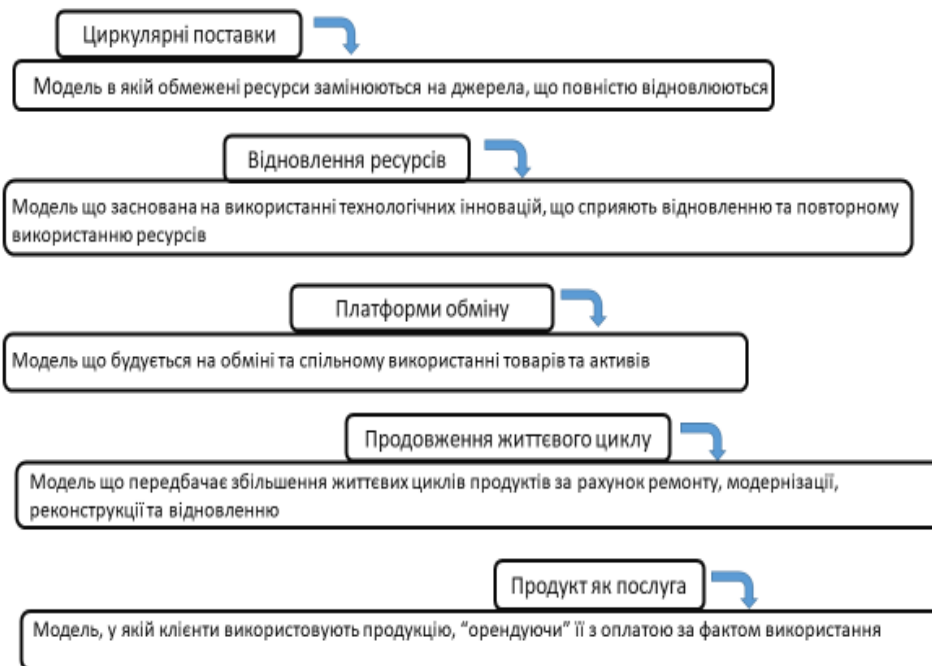 Циркулярні поставки
Модель в якій обмежені ресурси замінюються на джерела, що повністю відновлюються
Відновлення ресурсів
Модель що заснована на використанні технологічних інновацій, що сприяють відновленню та повторному
використанню ресурсів
Платформи обміну
Модель що будується на обміні та спільному використанні товарів та активів
Продовження життєвого циклу
Модель що передбачає збільшення життєвих циклів продуктів за рахунок ремонту, модернізації,
реконструкції та відновленню
Продукт як послуга
Модель, у якій клієнти використовують продукцію, “орендуючи” її з оплатою за фактом використання